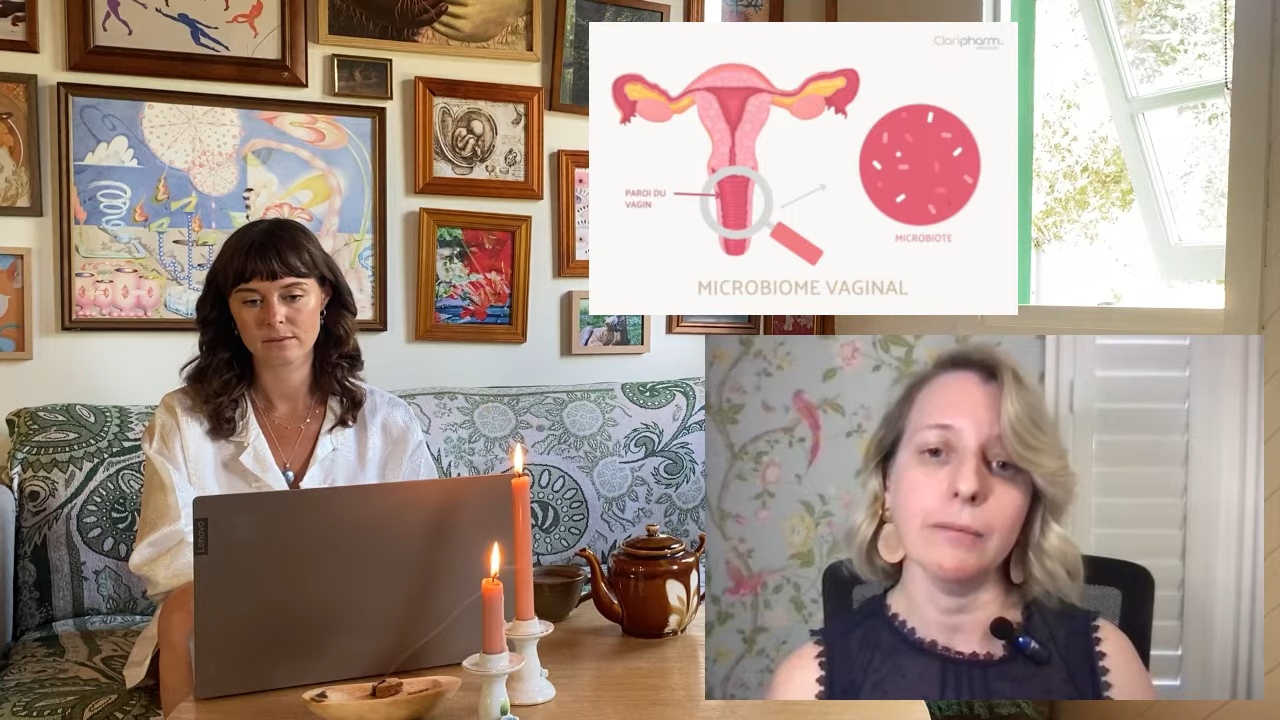 Claripharm
PAROI DU
VAGIN
MICROBIOTE
MICROBIOME VAGINAL
Lenovo